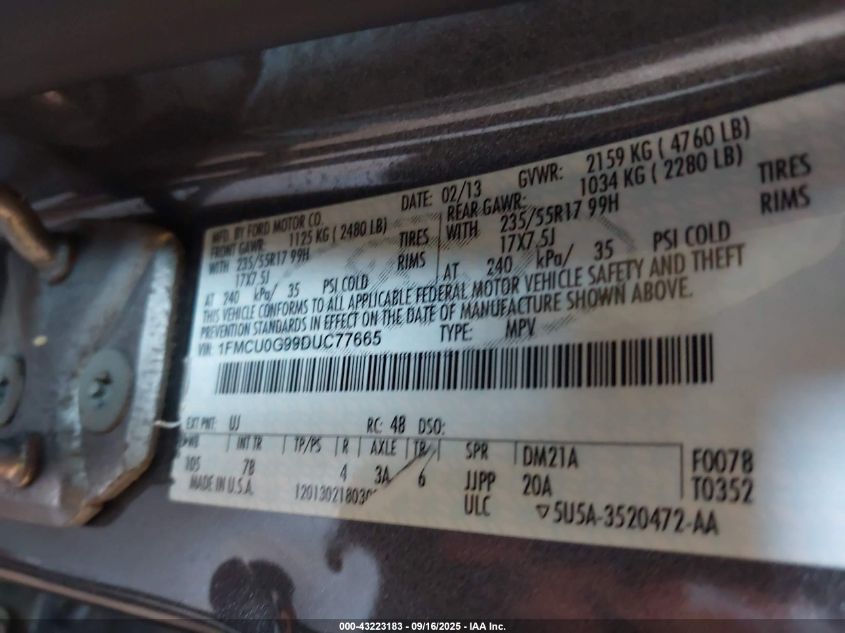 MFD. BY FORD MOTOR CO. DATE: 02/13 GVWR: 2159 KG ( 4760 LB)
FRONT GAWR: 1125 KG ( 2480 LB) REAR GAWR: 1034 KG ( 2280 LB)
WITH 235/55R17 99H TIRES WITH 235/55R17 99H TIRES
17X7.5J RIMS 17X7.5J RIMS
AT 240 kPa/ 35 PSI COLD AT 240 kPa/ 35 PSI COLD
THIS VEHICLE CONFORMS TO ALL APPLICABLE FEDERAL MOTOR VEHICLE SAFETY AND THEFT
PREVENTION STANDARDS IN EFFECT ON THE DATE OF MANUFACTURE SHOWN ABOVE.
VIN: 1FMCU0G99DUC77665 TYPE: MPV
EXT PNT: UJ RC: 48 DSO:
WB INT TR TP/PS R AXLE TR SPR DM21A F0078
105 78 4 3A 6 JJPP 20A T0352
MADE IN U.S.A. ULC ▽5U5A-3520472-AA
000-43223183 - 09/16/2025 - IAA Inc.